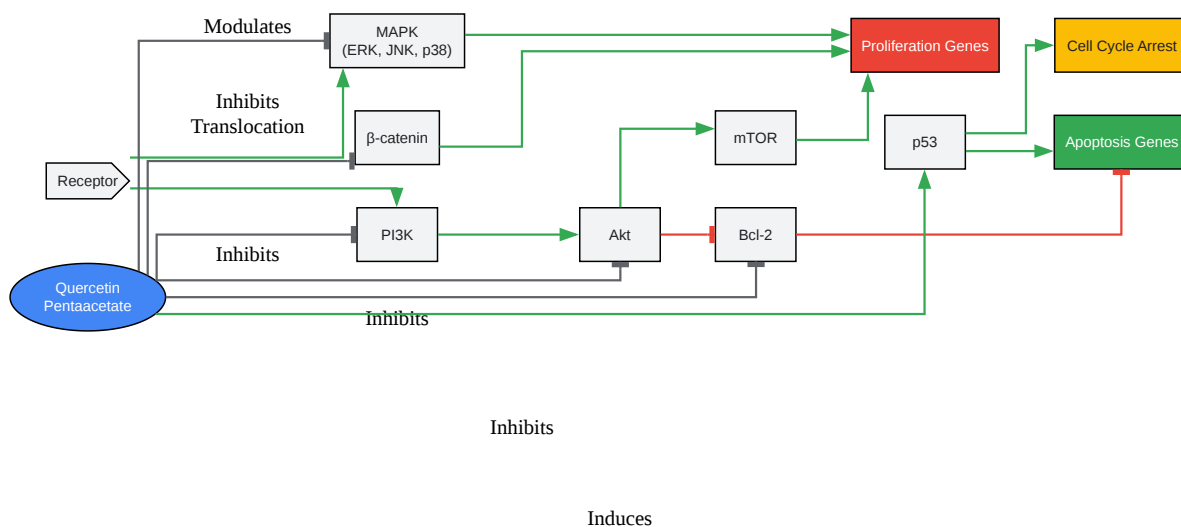 Modulates
MAPK
(ERK, JNK, p38)
Proliferation Genes
Cell Cycle Arrest
Inhibits
Translocation
β-catenin
mTOR
p53
Apoptosis Genes
Receptor
PI3K
Akt
Bcl-2
Inhibits
Quercetin
Pentaacetate
Inhibits
Inhibits
Induces